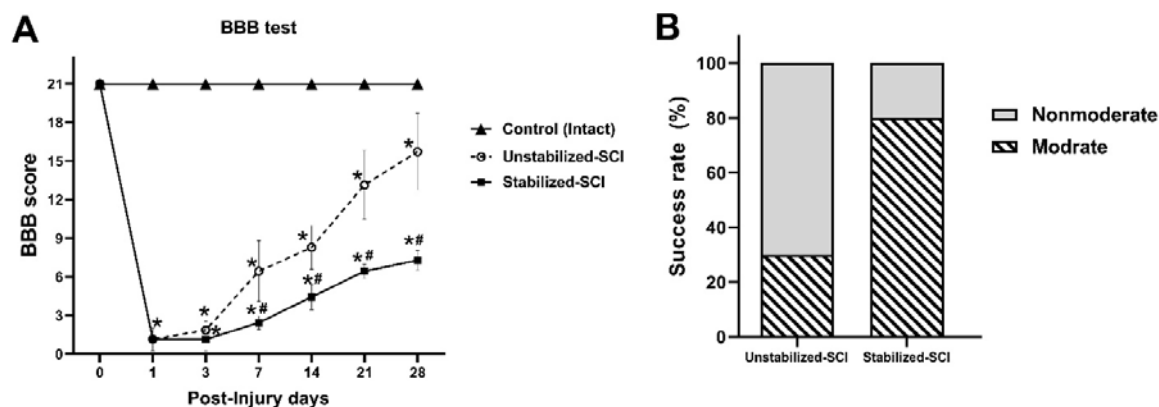 A
BBB test
BBB score
21
18
15
12
9
6
3
0
* * * * * *
* *# *# *# *#
0 1 3 7 14 21 28
Post-Injury days
Control (Intact)
Unstabilized-SCI
Stabilized-SCI
B
Success rate (%)
100
80
60
40
20
0
Unstabilized-SCI Stabilized-SCI
Nonmoderate
Modrate